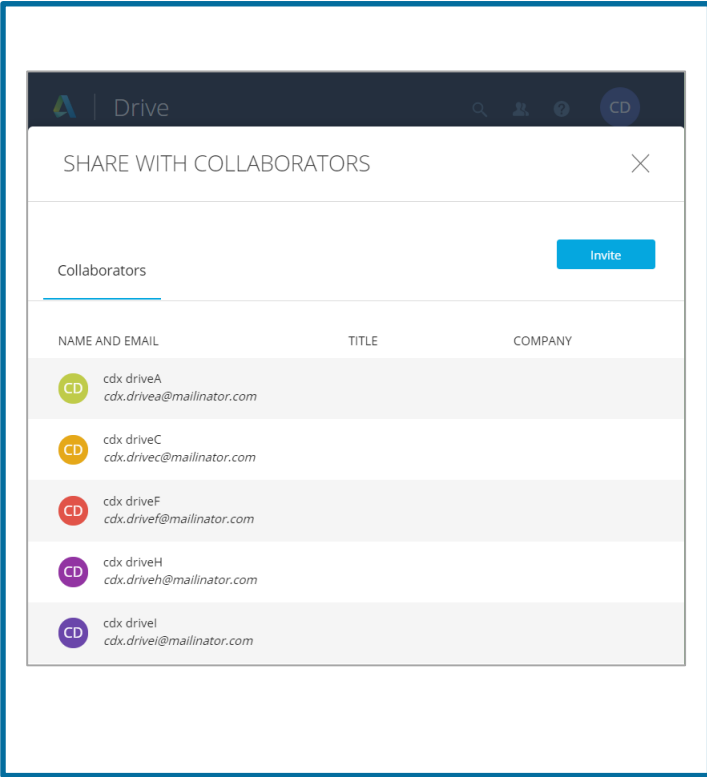 Drive
CD
SHARE WITH COLLABORATORS
Invite
Collaborators
NAME AND EMAIL TITLE COMPANY
CD cdx driveA
cdx.drivea@mailinator.com
CD cdx driveC
cdx.drivec@mailinator.com
CD cdx driveF
cdx.drivef@mailinator.com
CD cdx driveH
cdx.driveh@mailinator.com
CD cdx driveI
cdx.drivei@mailinator.com